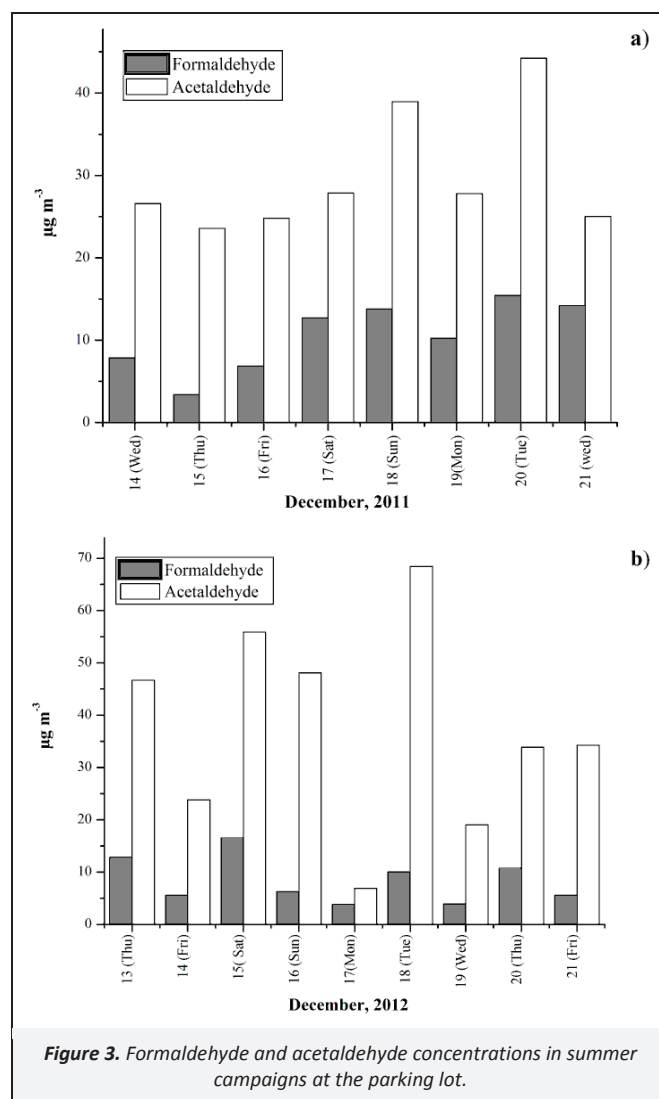 a)
Formaldehyde
Acetaldehyde
40
30
20
10
0
µg m⁻³
14 (Wed)
15 (Thu)
16 (Fri)
17 (Sat)
18 (Sun)
19(Mon)
20 (Tue)
21 (wed)
December, 2011
b)
Formaldehyde
Acetaldehyde
70
60
50
40
30
20
10
0
µg m⁻³
13 (Thu)
14 (Fri)
15( Sat)
16 (Sun)
17(Mon)
18 (Tue)
19 (Wed)
20 (Thu)
21 (Fri)
December, 2012
Figure 3. Formaldehyde and acetaldehyde concentrations in summer
campaigns at the parking lot.